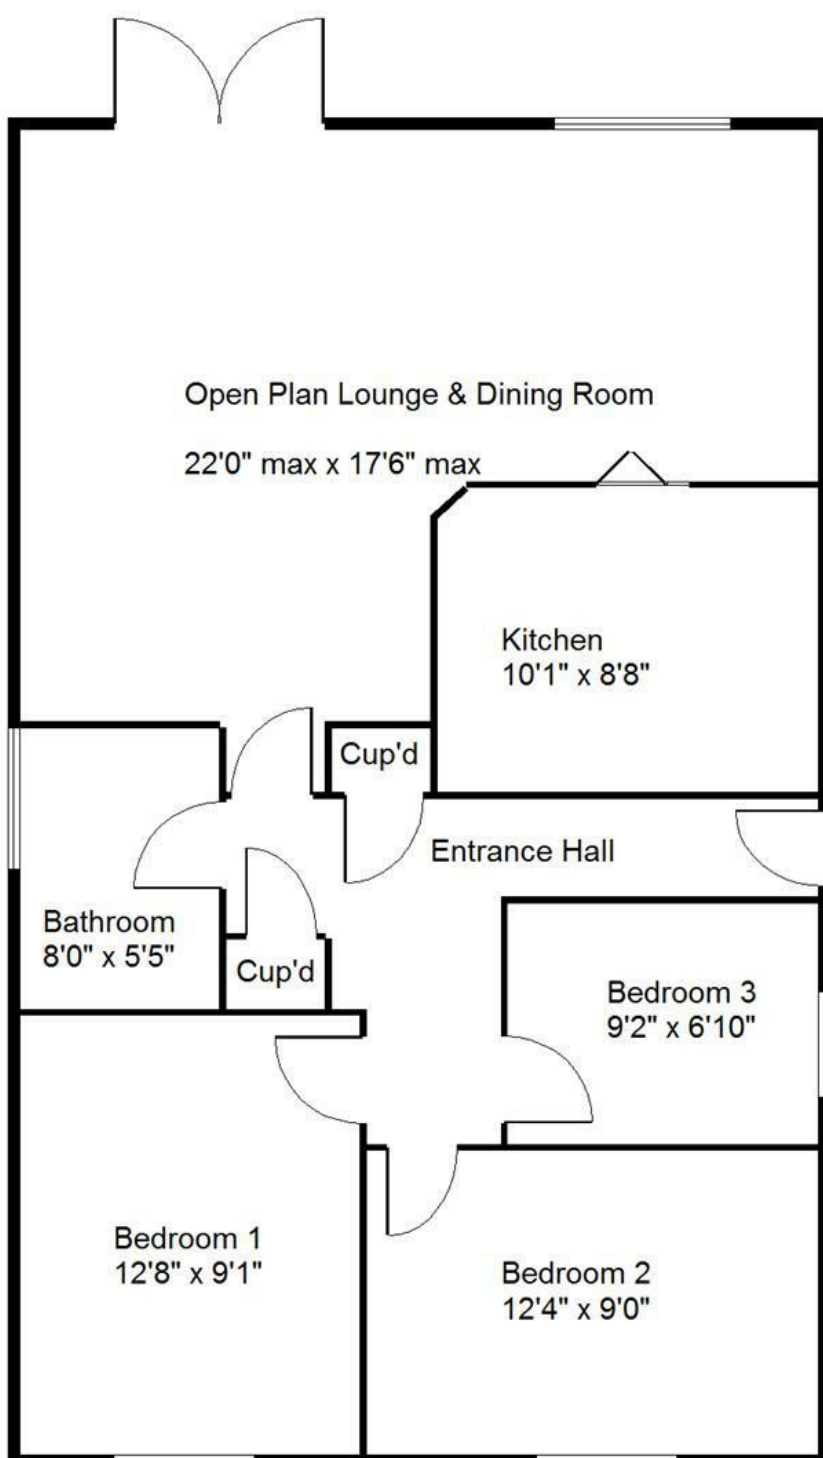 Open Plan Lounge & Dining Room
22'0" max x 17'6" max
Kitchen
10'1" x 8'8"
Cup'd
Entrance Hall
Bathroom
8'0" x 5'5"
Cup'd
Bedroom 3
9'2" x 6'10"
Bedroom 1
12'8" x 9'1"
Bedroom 2
12'4" x 9'0"